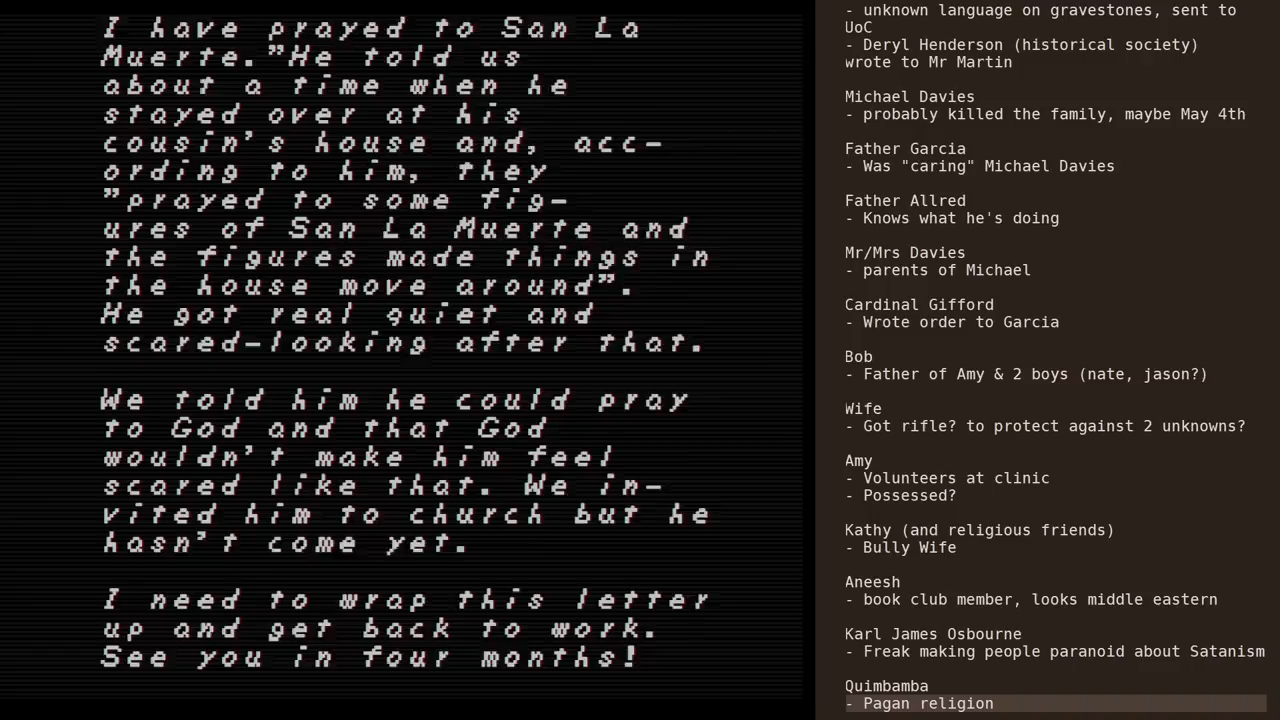 I have prayed to San La
Muerte."He told us
about a time when he
stayed over at his
cousin's house and, acc-
ording to him, they
"prayed to some fig-
ures of San La Muerte and
the figures made things in
the house move around".
He got real quiet and
scared-looking after that.
We told him he could pray
to God and that God
wouldn't make him feel
scared like that. We in-
vited him to church but he
hasn't come yet.
I need to wrap this letter
up and get back to work.
See you in four months!
- unknown language on gravestones, sent to
UoC
- Deryl Henderson (historical society)
wrote to Mr Martin
Michael Davies
- probably killed the family, maybe May 4th
Father Garcia
- Was "caring" Michael Davies
Father Allred
- Knows what he's doing
Mr/Mrs Davies
- parents of Michael
Cardinal Gifford
- Wrote order to Garcia
Bob
- Father of Amy & 2 boys (nate, jason?)
Wife
- Got rifle? to protect against 2 unknowns?
Amy
- Volunteers at clinic
- Possessed?
Kathy (and religious friends)
- Bully Wife
Aneesh
- book club member, looks middle eastern
Karl James Osbourne
- Freak making people paranoid about Satanism
Quimbamba
- Pagan religion